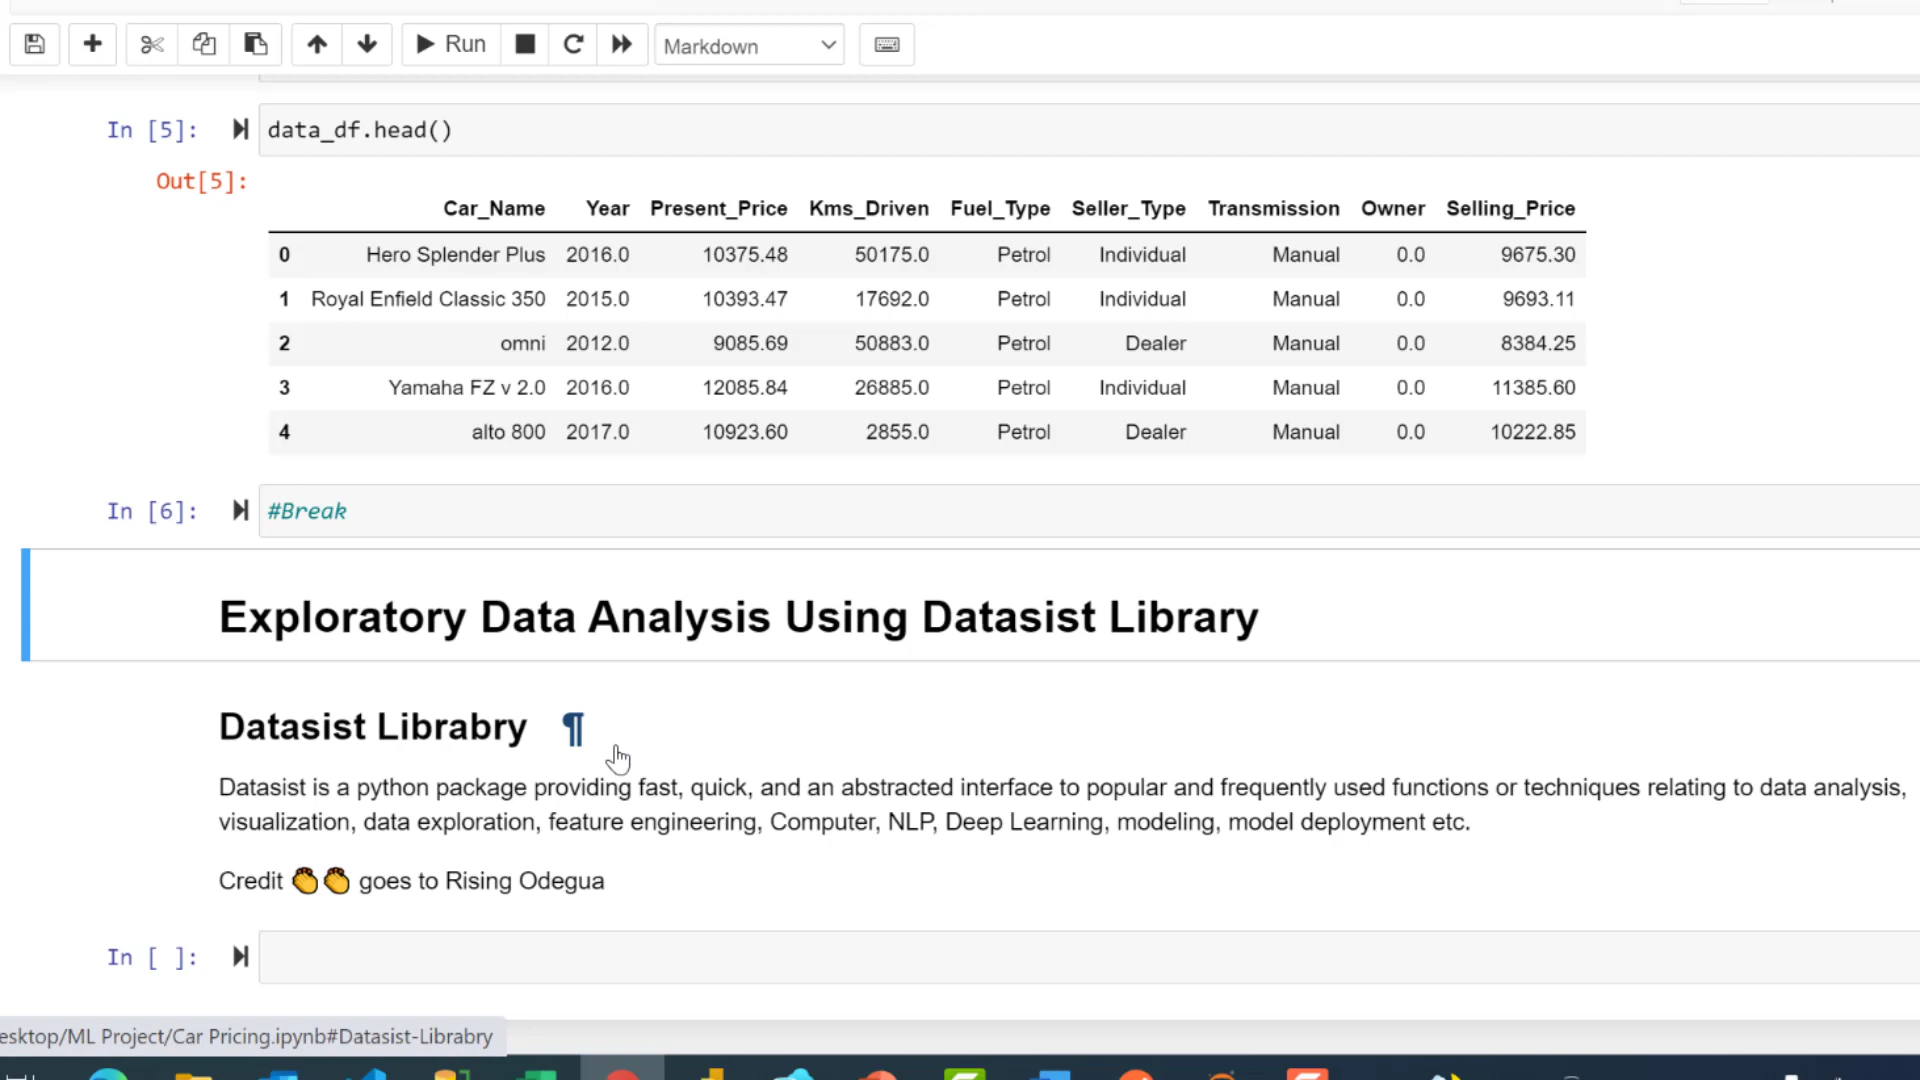 Run
Markdown
In [5]:
data_df.head()
Out[5]:
Car_Name Year Present_Price Kms_Driven Fuel_Type Seller_Type Transmission Owner Selling_Price
0 Hero Splender Plus 2016.0 10375.48 50175.0 Petrol Individual Manual 0.0 9675.30
1 Royal Enfield Classic 350 2015.0 10393.47 17692.0 Petrol Individual Manual 0.0 9693.11
2 omni 2012.0 9085.69 50883.0 Petrol Dealer Manual 0.0 8384.25
3 Yamaha FZ v 2.0 2016.0 12085.84 26885.0 Petrol Individual Manual 0.0 11385.60
4 alto 800 2017.0 10923.60 2855.0 Petrol Dealer Manual 0.0 10222.85
In [6]:
#Break
Exploratory Data Analysis Using Datasist Library
Datasist Librabry ¶
Datasist is a python package providing fast, quick, and an abstracted interface to popular and frequently used functions or techniques relating to data analysis,
visualization, data exploration, feature engineering, Computer, NLP, Deep Learning, modeling, model deployment etc.
Credit 👏👏 goes to Rising Odegua
In [ ]:
esktop/ML Project/Car Pricing.ipynb#Datasist-Librabry